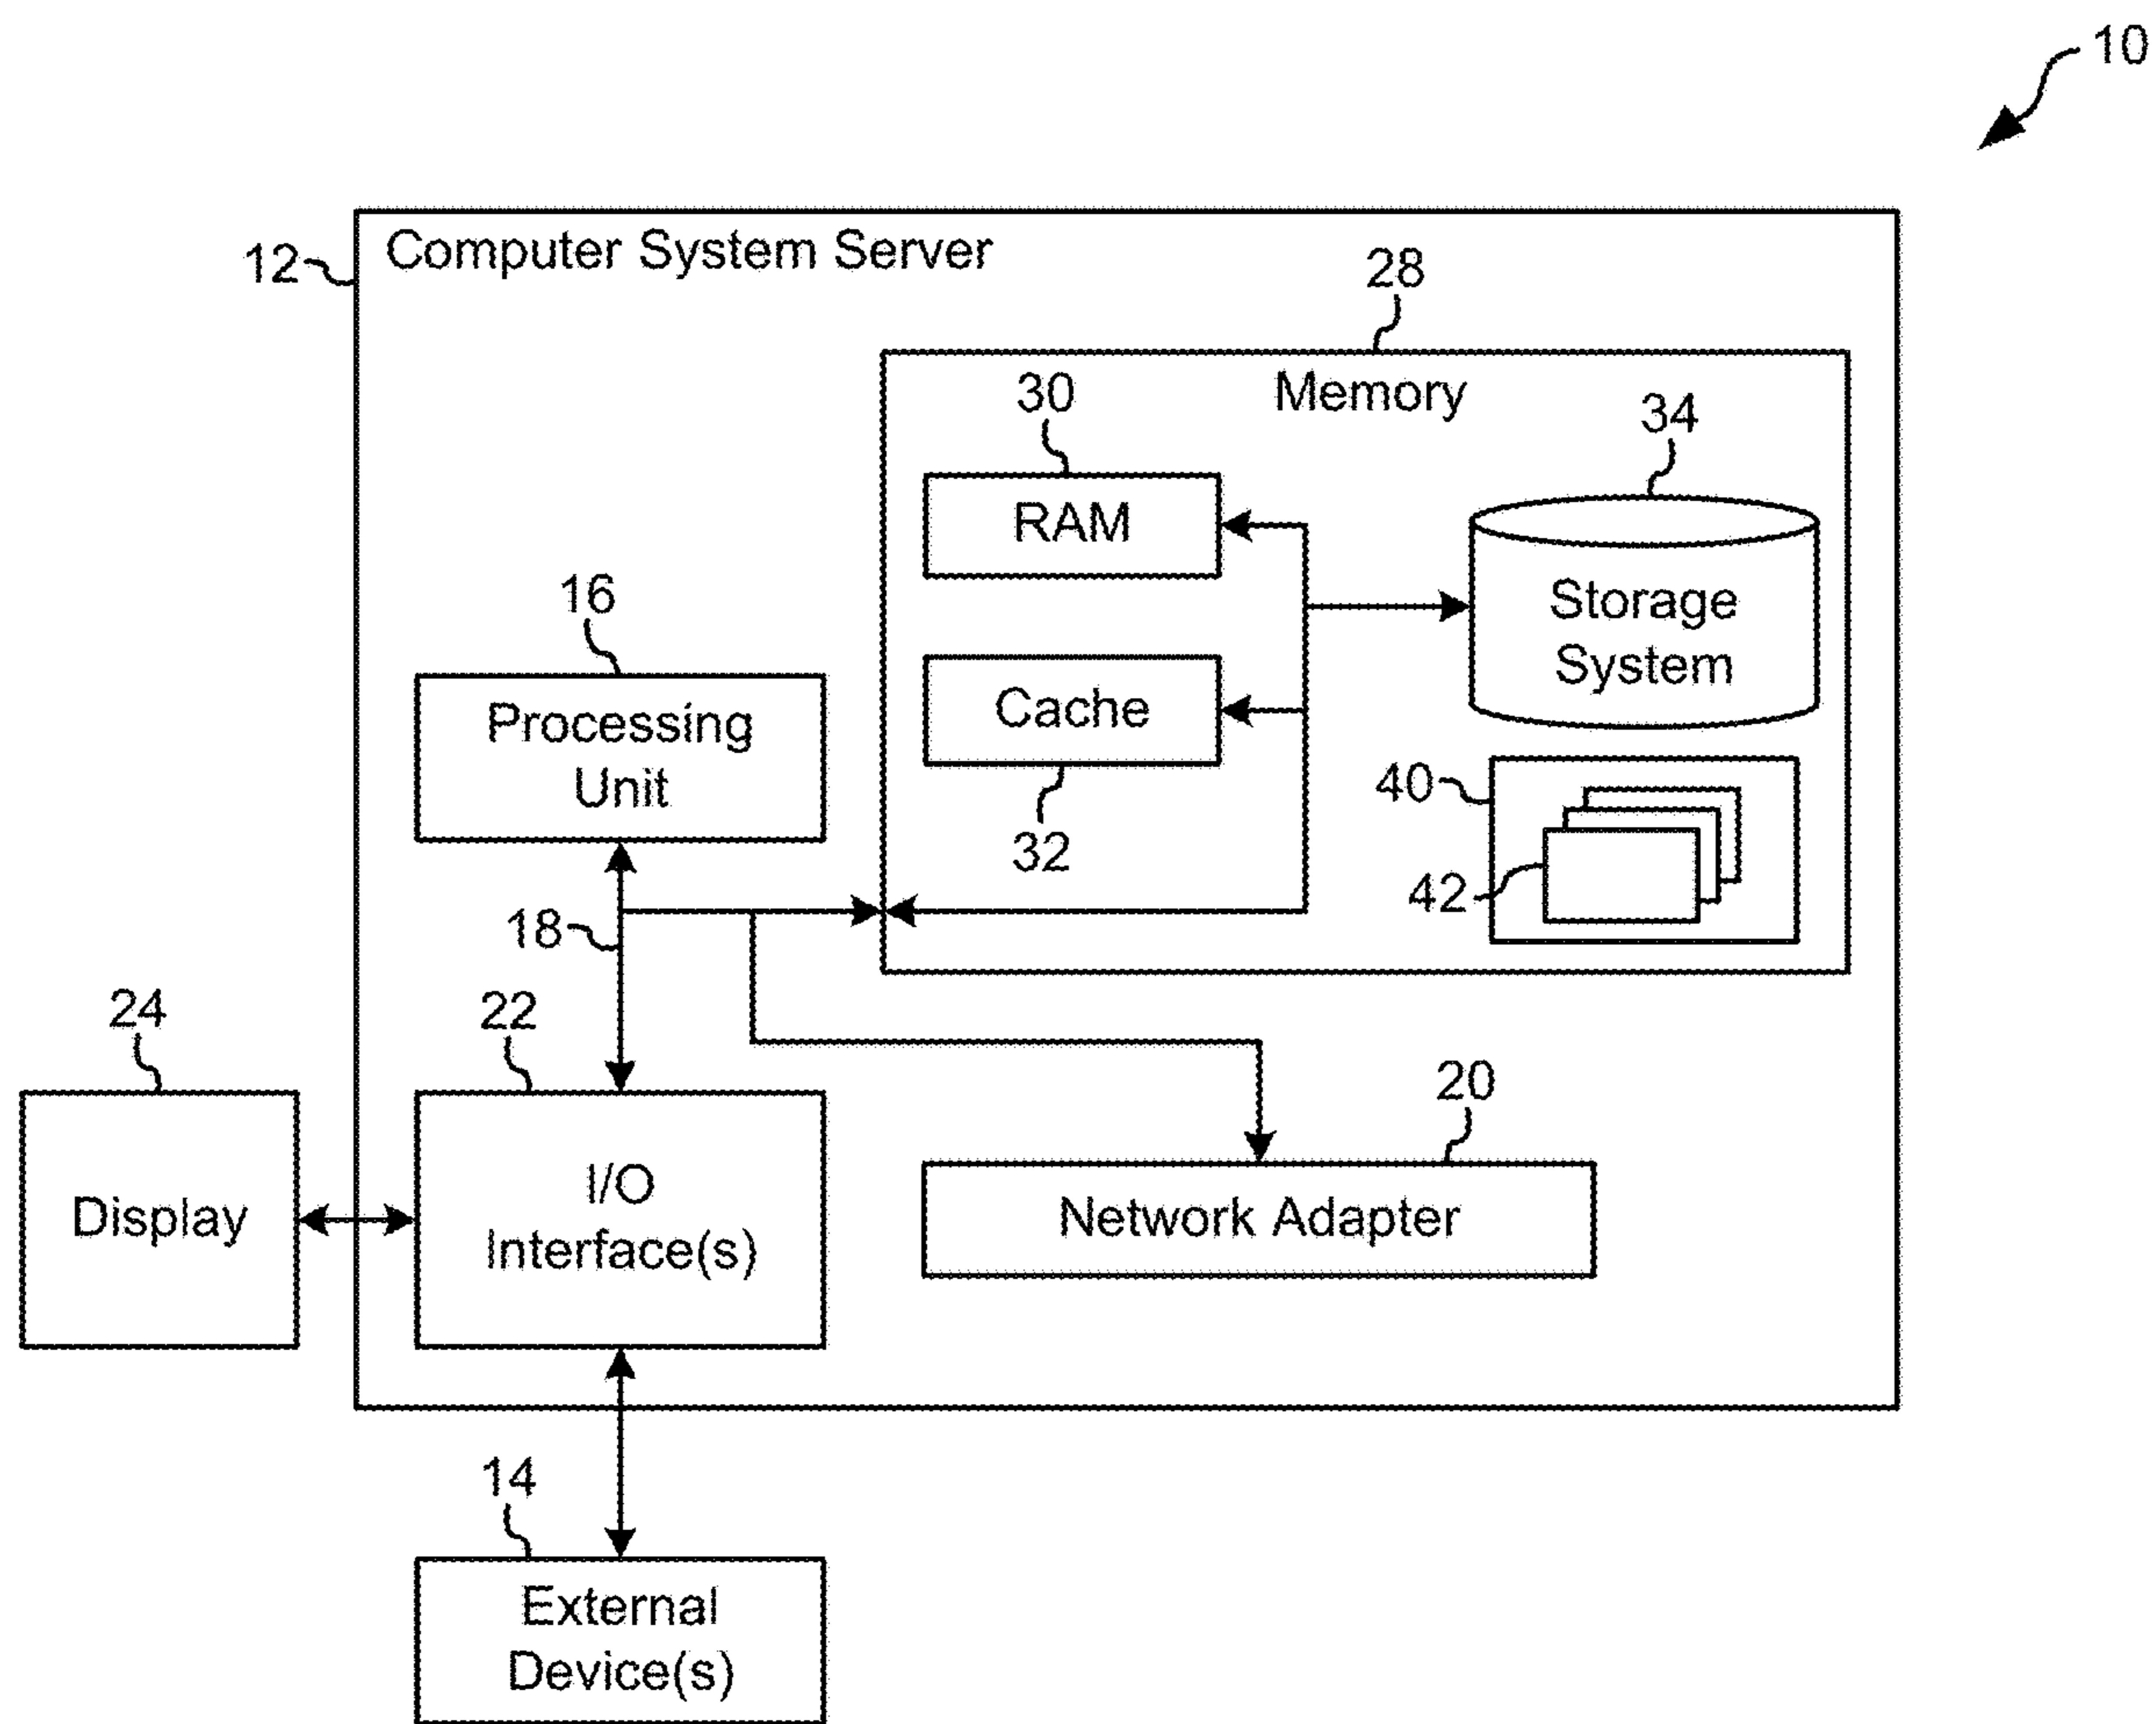 10
12
Computer System Server
28
Memory
30
RAM
34
Storage
System
16
Processing
Unit
Cache
32
40
42
18
24
Display
22
I/O
Interface(s)
20
Network Adapter
14
External
Device(s)